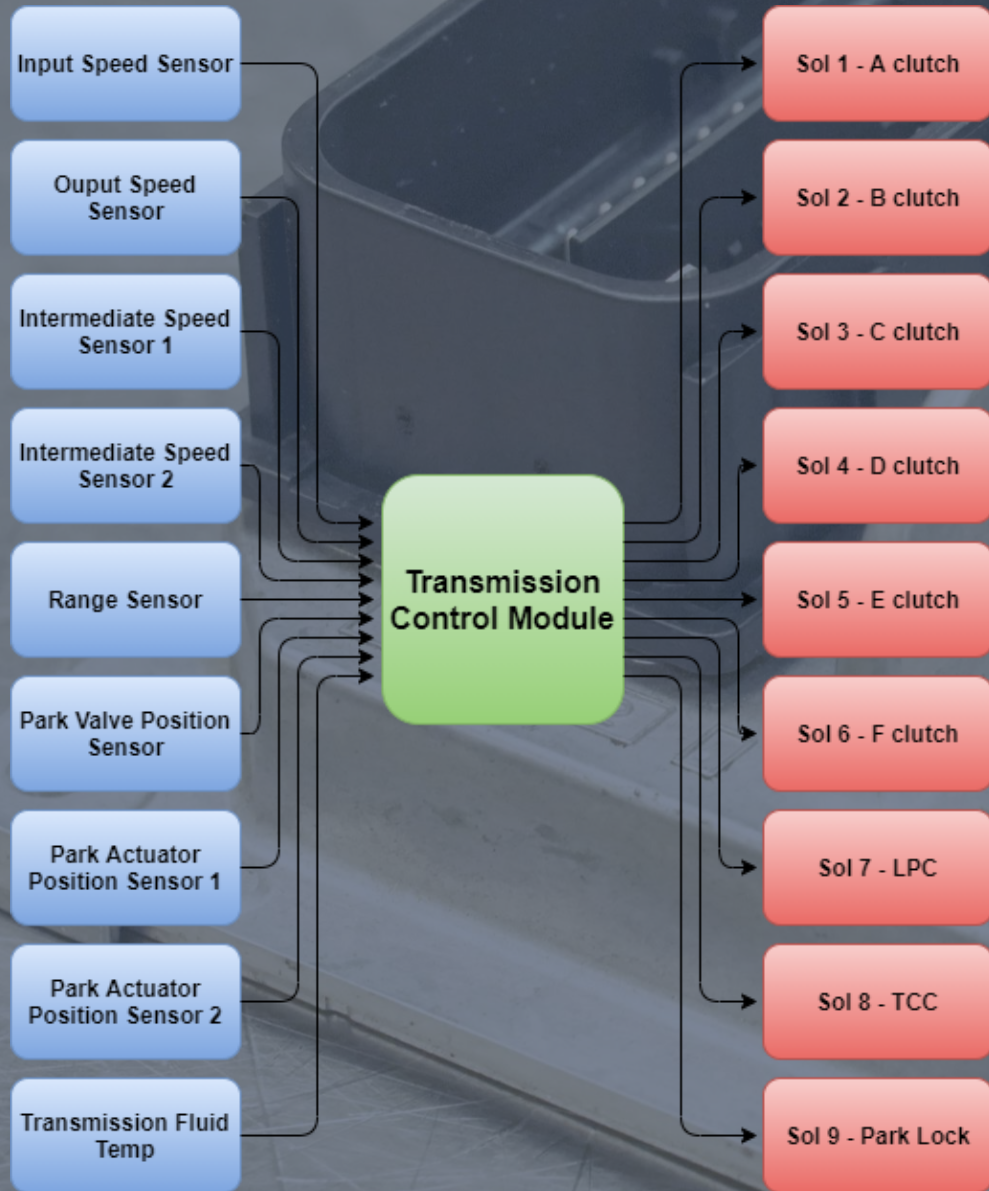 Input Speed Sensor
Ouput Speed
Sensor
Intermediate Speed
Sensor 1
Intermediate Speed
Sensor 2
Range Sensor
Park Valve Position
Sensor
Park Actuator
Position Sensor 1
Park Actuator
Position Sensor 2
Transmission Fluid
Temp
Transmission
Control Module
Sol 1 - A clutch
Sol 2 - B clutch
Sol 3 - C clutch
Sol 4 - D clutch
Sol 5 - E clutch
Sol 6 - F clutch
Sol 7 - LPC
Sol 8 - TCC
Sol 9 - Park Lock